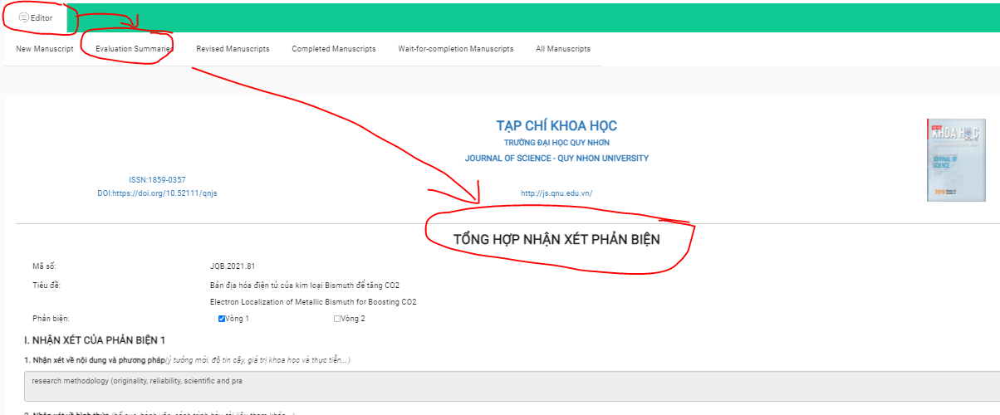 Editor
New Manuscript Evaluation Summaries Revised Manuscripts Completed Manuscripts Wait-for-completion Manuscripts All Manuscripts
TẠP CHÍ KHOA HỌC
TRƯỜNG ĐẠI HỌC QUY NHƠN
JOURNAL OF SCIENCE - QUY NHON UNIVERSITY
KHOA HỌC
JOURNAL OF
SCIENCE
2019
ISSN:1859-0357
DOI:https://doi.org/10.52111/qnjs
http://js.qnu.edu.vn/
TỔNG HỢP NHẬN XÉT PHẢN BIỆN
Mã số: JQB.2021.81
Tiêu đề: Bản địa hóa điện tử của kim loại Bismuth để tăng CO2
Electron Localization of Metallic Bismuth for Boosting CO2
Phản biện: Vòng 1 Vòng 2
I. NHẬN XÉT CỦA PHẢN BIỆN 1
1. Nhận xét về nội dung và phương pháp(ý tưởng mới, độ tin cậy, giá trị khoa học và thực tiễn,...)
research methodology (originality, reliability, scientific and pra